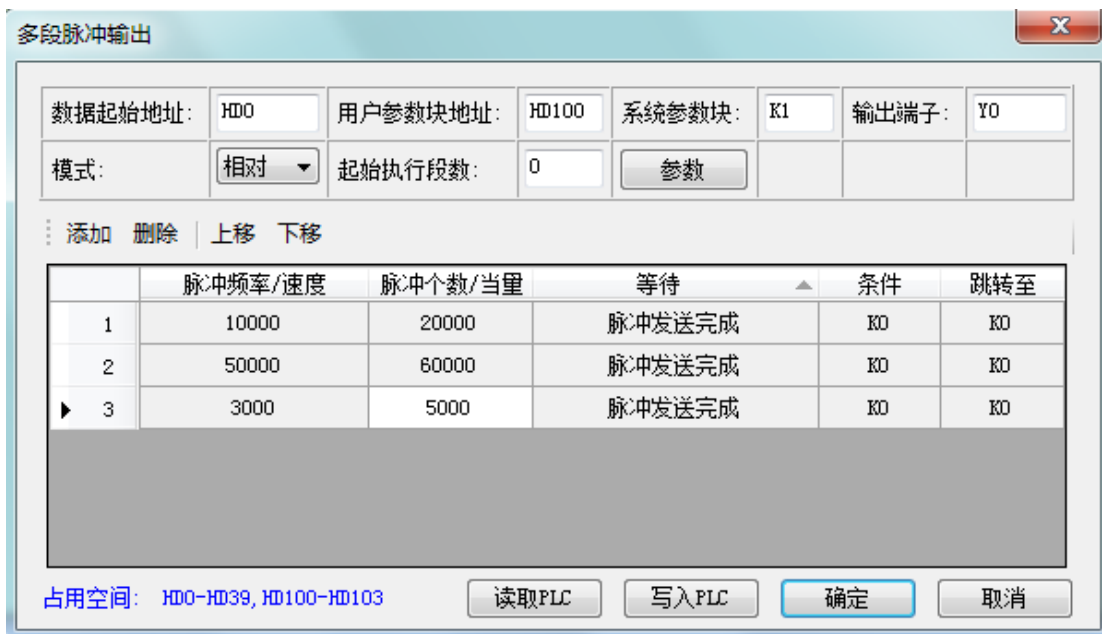 多段脉冲输出
数据起始地址: HD0 用户参数块地址: HD100 系统参数块: K1 输出端子: Y0
模式: 相对 起始执行段数: 0 参数
添加 删除 上移 下移
脉冲频率/速度 脉冲个数/当量 等待 条件 跳转至
1 10000 20000 脉冲发送完成 K0 K0
2 50000 60000 脉冲发送完成 K0 K0
3 3000 5000 脉冲发送完成 K0 K0
占用空间: HD0-HD39,HD100-HD103 读取PLC 写入PLC 确定 取消